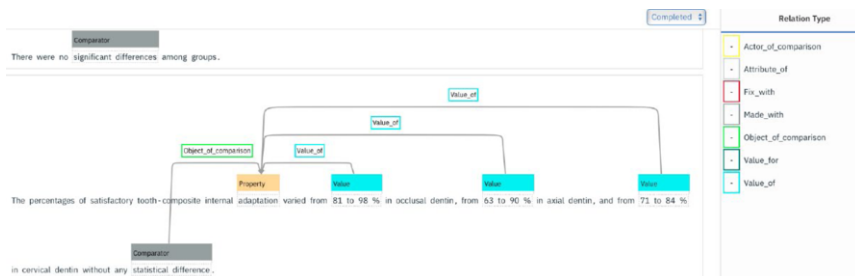 Completed
Relation Type
Comparator
There were no significant differences among groups.
Actor_of_comparison
Attribute_of
Fix_with
Made_with
Object_of_comparison
Value_for
Value_of
Value_of
Value_of
Object_of_comparison Value_of
Property Value Value Value
The percentages of satisfactory tooth-composite internal adaptation varied from 81 to 98 % in occlusal dentin, from 63 to 90 % in axial dentin, and from 71 to 84 %
Comparator
in cervical dentin without any statistical difference.